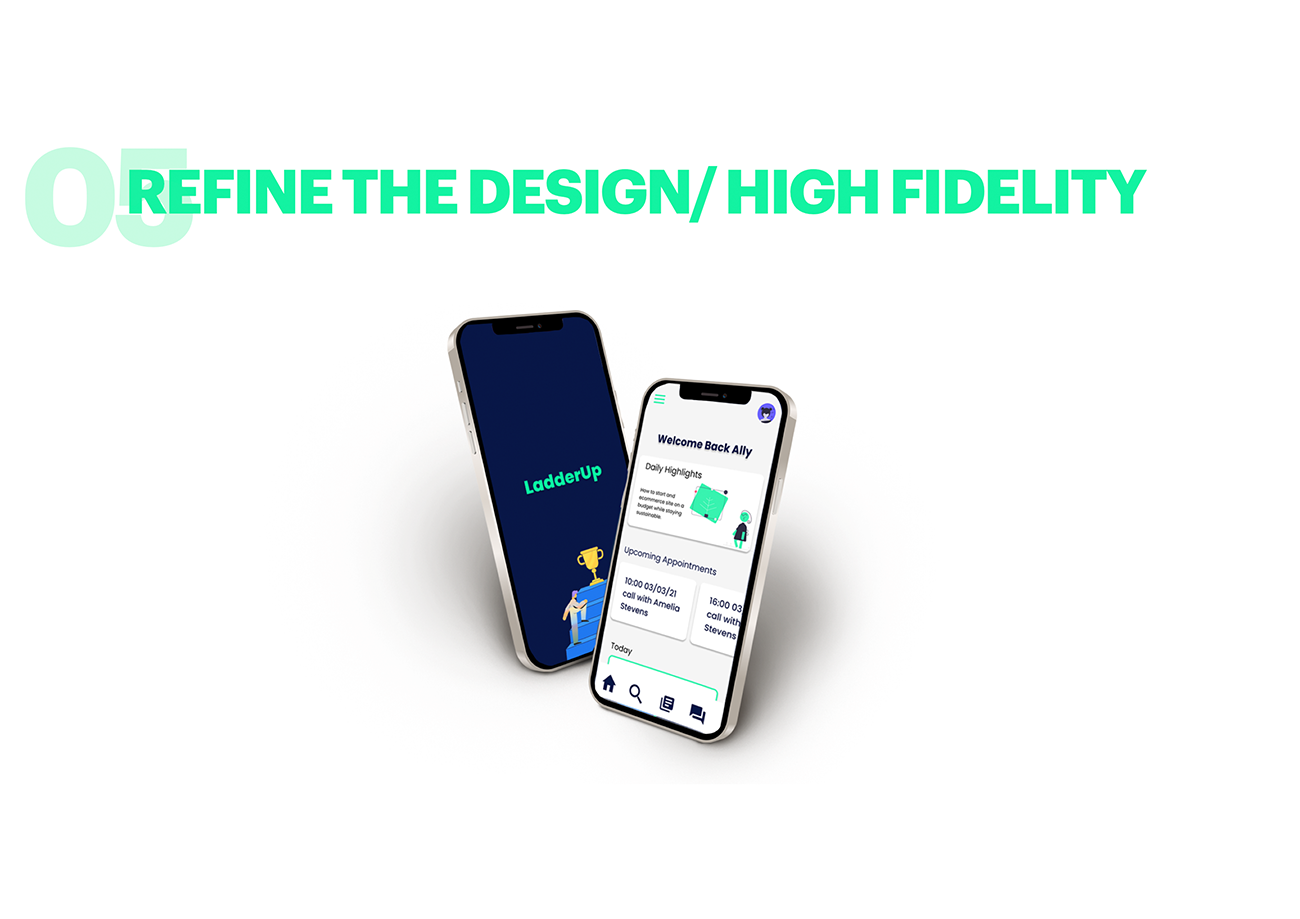 05
REFINE THE DESIGN/ HIGH FIDELITY
LadderUp
Welcome Back Ally
Daily Highlights
How to start and
ecommerce site on a
budget while staying
sustainable.
Upcoming Appointments
10:00 03/03/21
call with Amelia
Stevens
16:00 03
call with
Stevens
Today